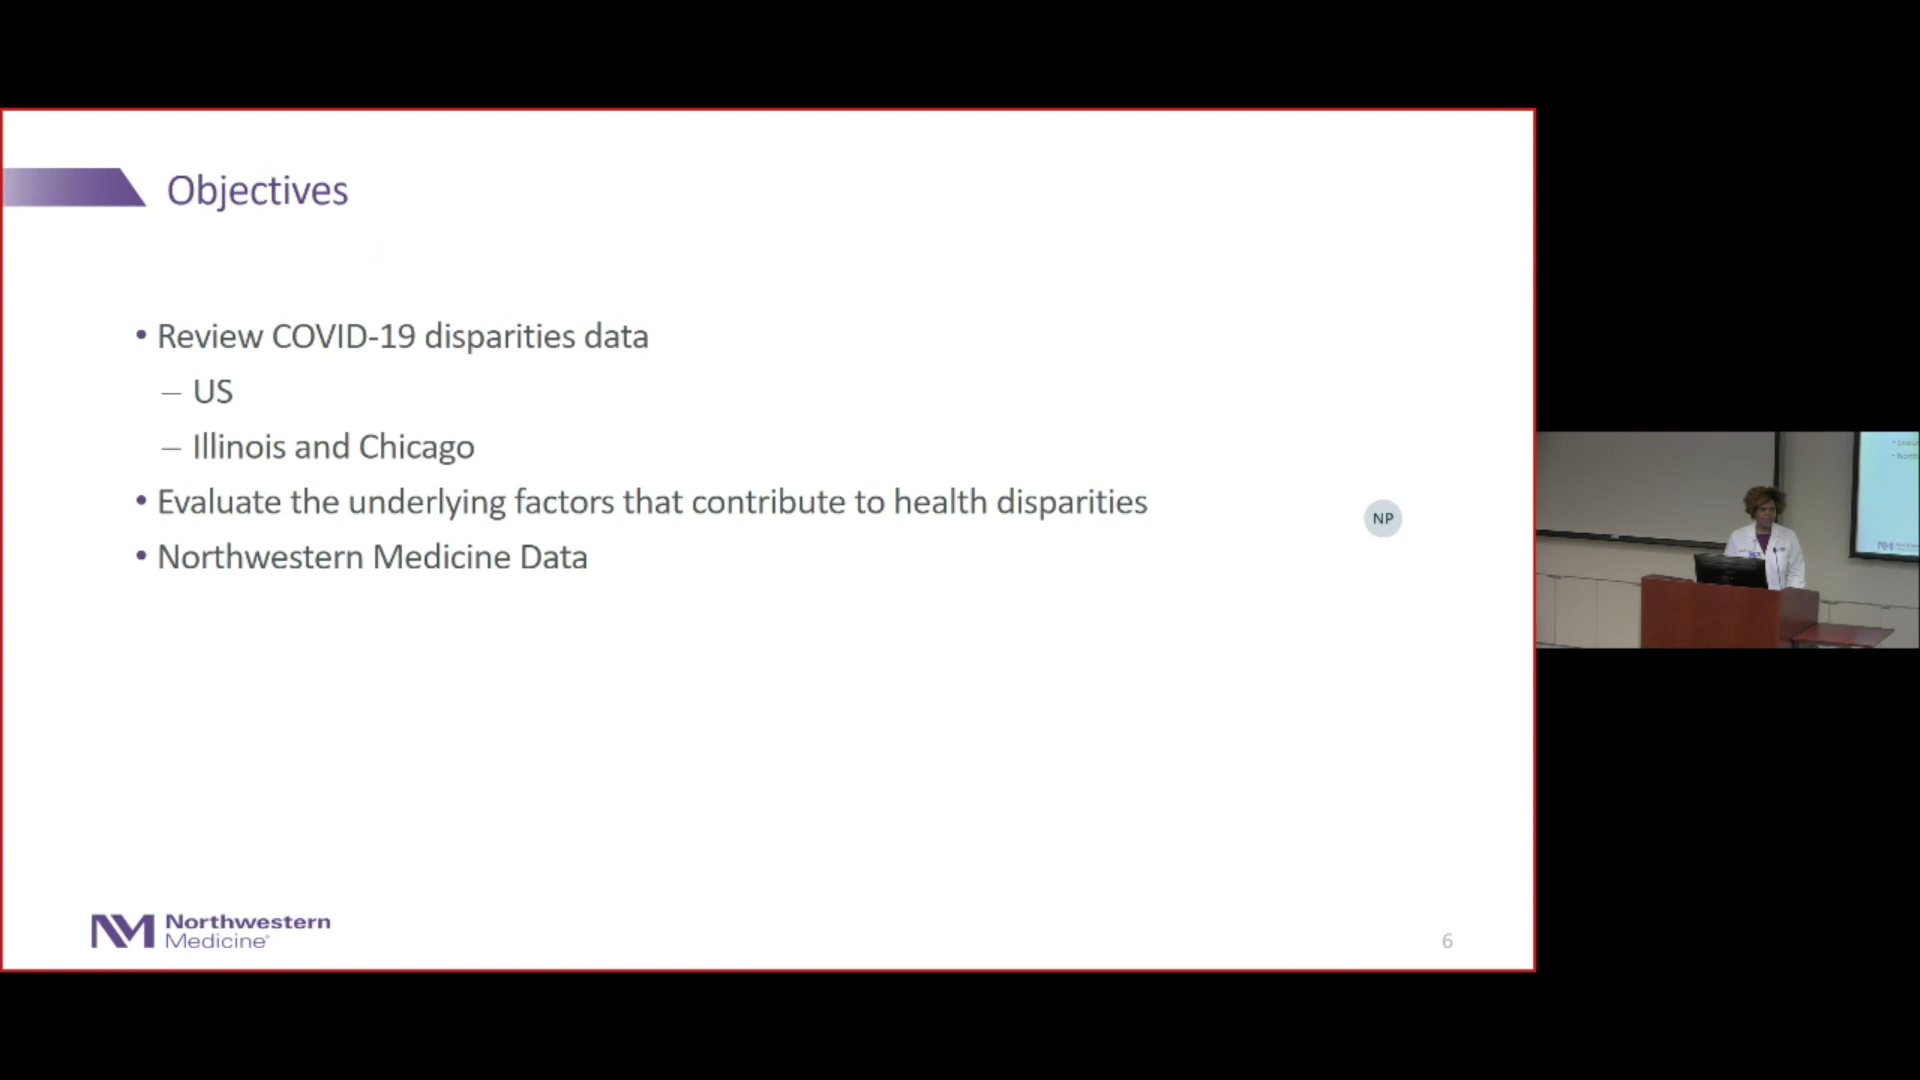 Objectives
• Review COVID-19 disparities data
– US
– Illinois and Chicago
• Evaluate the underlying factors that contribute to health disparities
• Northwestern Medicine Data
NP
Northwestern
Medicine
6